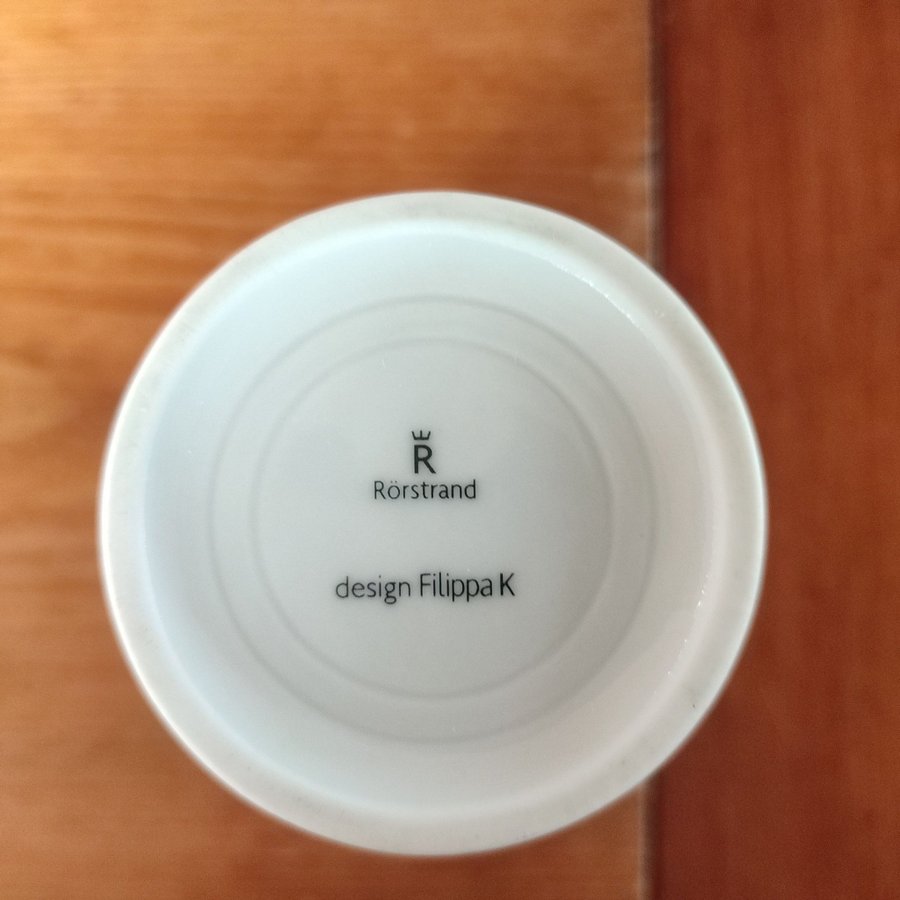 R
Rörstrand
design Filippa K